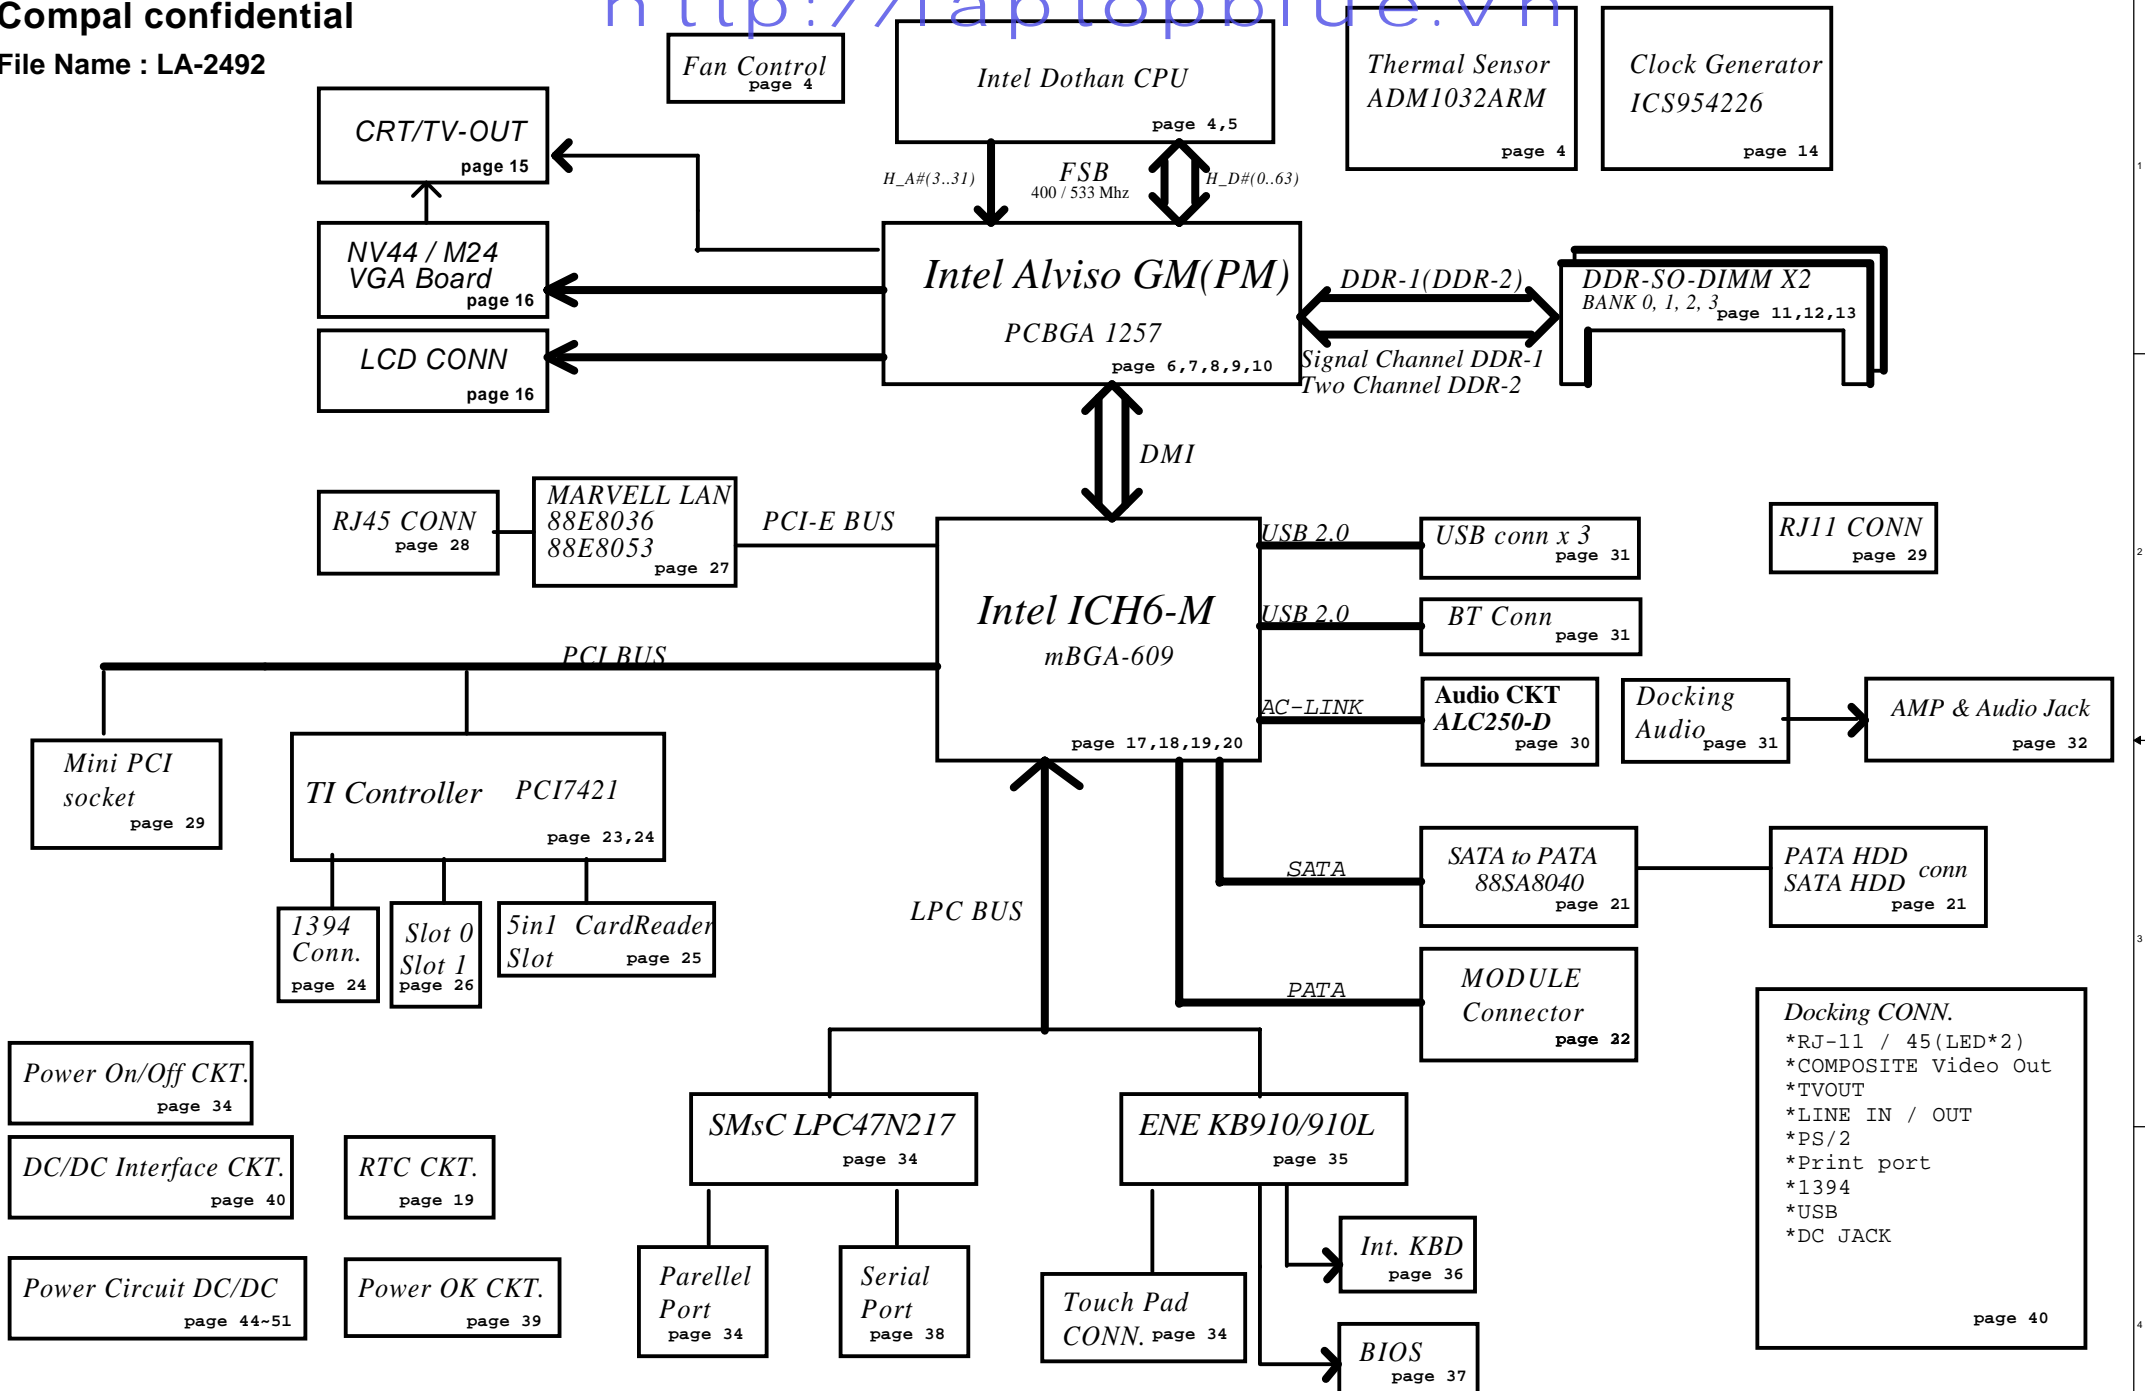 Compal confidential
http://laptopblue.vn
File Name : LA-2492
Fan Control
page 4
Intel Dothan CPU
page 4,5
Thermal Sensor
ADM1032ARM
page 4
Clock Generator
ICS954226
page 14
CRT/TV-OUT
page 15
H_A#(3..31)
FSB
400 / 533 Mhz
H_D#(0..63)
NV44 / M24
VGA Board
page 16
LCD CONN
page 16
Intel Alviso GM(PM)
PCBGA 1257
page 6,7,8,9,10
DDR-1(DDR-2)
Signal Channel DDR-1
Two Channel DDR-2
DDR-SO-DIMM X2
BANK 0, 1, 2, 3
page 11,12,13
DMI
RJ45 CONN
page 28
MARVELL LAN
88E8036
88E8053
page 27
PCI-E BUS
Intel ICH6-M
mBGA-609
page 17,18,19,20
USB 2.0
USB conn x 3
page 31
RJ11 CONN
page 29
USB 2.0
BT Conn
page 31
PCI BUS
AC-LINK
Audio CKT
ALC250-D
page 30
Docking
Audio
page 31
AMP & Audio Jack
page 32
Mini PCI
socket
page 29
TI Controller PCI7421
page 23,24
1394
Conn.
page 24
Slot 0
Slot 1
page 26
5in1 CardReader
Slot
page 25
LPC BUS
SATA
SATA to PATA
88SA8040
page 21
PATA HDD
SATA HDD
conn
page 21
PATA
MODULE
Connector
page 22
Docking CONN.
*RJ-11 / 45(LED*2)
*COMPOSITE Video Out
*TVOUT
*LINE IN / OUT
*PS/2
*Print port
*1394
*USB
*DC JACK
page 40
Power On/Off CKT.
page 34
DC/DC Interface CKT.
page 40
RTC CKT.
page 19
Power Circuit DC/DC
page 44~51
Power OK CKT.
page 39
SMsC LPC47N217
page 34
ENE KB910/910L
page 35
Parellel
Port
page 34
Serial
Port
page 38
Touch Pad
CONN.
page 34
Int. KBD
page 36
BIOS
page 37
1
2
3
4